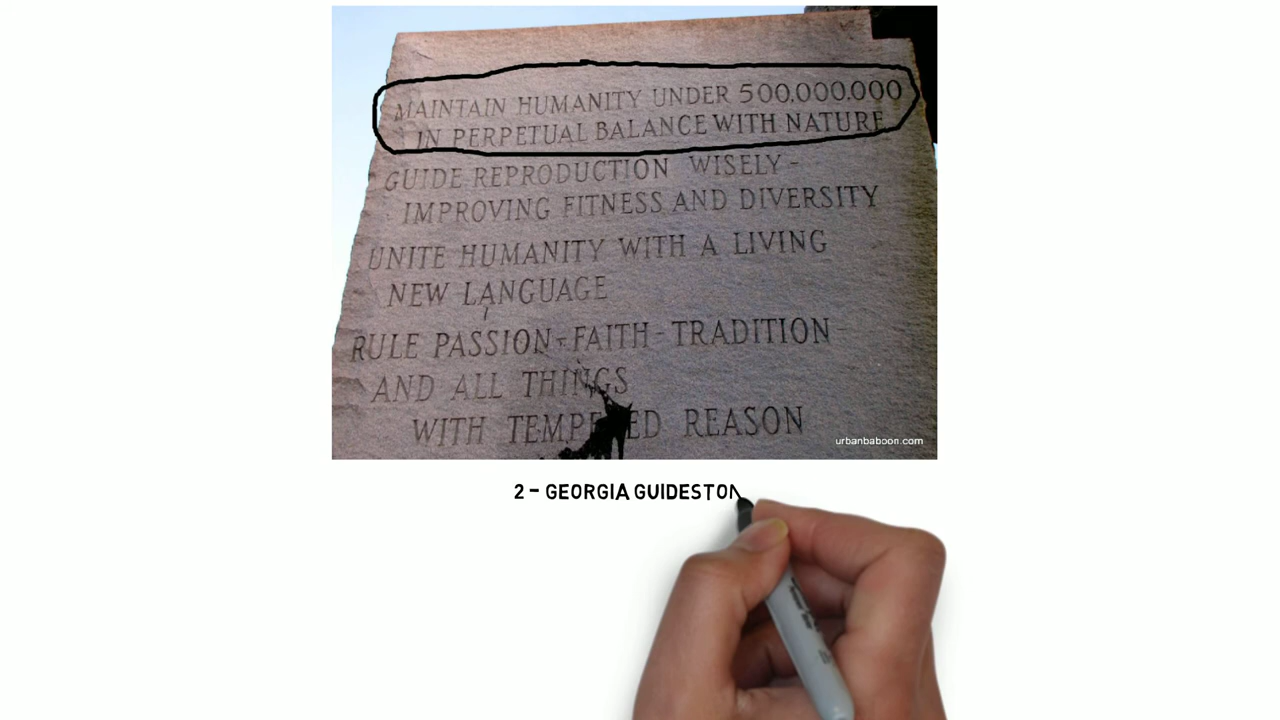 MAINTAIN HUMANITY UNDER 500,000,000
IN PERPETUAL BALANCE WITH NATURE
GUIDE REPRODUCTION WISELY-
IMPROVING FITNESS AND DIVERSITY
UNITE HUMANITY WITH A LIVING
NEW LANGUAGE
RULE PASSION-FAITH-TRADITION-
AND ALL THINGS
WITH TEMPERED REASON
urbanbaboon.com
2 - GEORGIA GUIDESTON